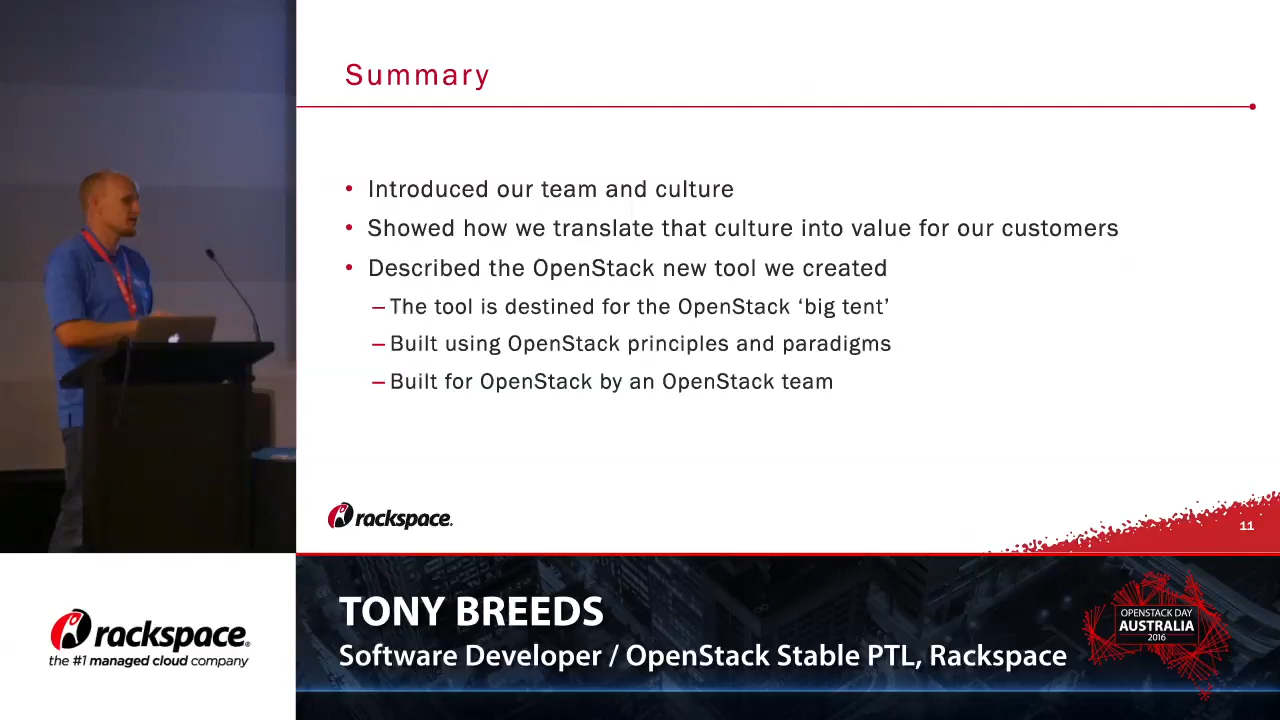 Summary
• Introduced our team and culture
• Showed how we translate that culture into value for our customers
• Described the OpenStack new tool we created
– The tool is destined for the OpenStack ‘big tent’
– Built using OpenStack principles and paradigms
– Built for OpenStack by an OpenStack team
rackspace.
11
rackspace®
the #1 managed cloud company
TONY BREEDS
Software Developer / OpenStack Stable PTL, Rackspace
OPENSTACK DAY
AUSTRALIA
2016